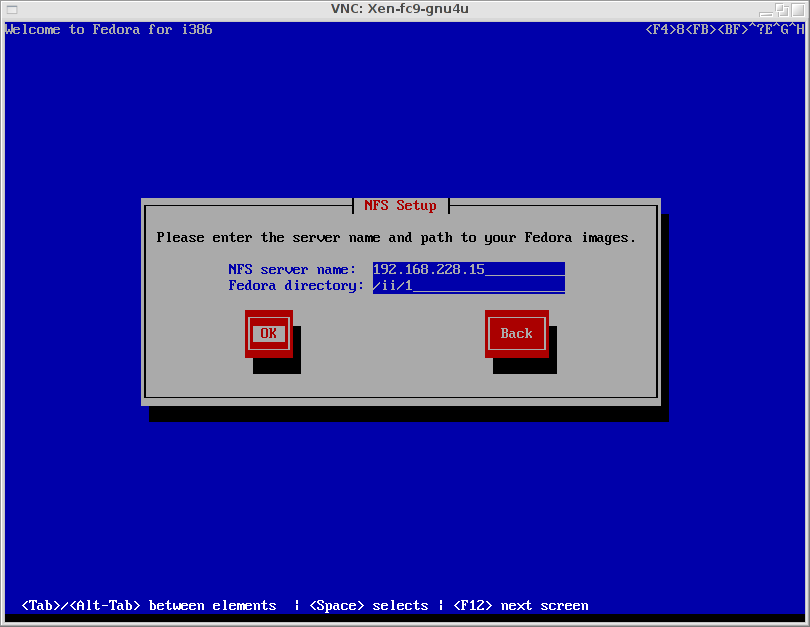 VNC: Xen-fc9-gnu4u
Welcome to Fedora for i386 <F4>8<FB><BF>^?E^G^H
NFS Setup
Please enter the server name and path to your Fedora images.
NFS server name: 192.168.228.15__________
Fedora directory: /ii/1___________________
OK Back
<Tab>/<Alt-Tab> between elements | <Space> selects | <F12> next screen